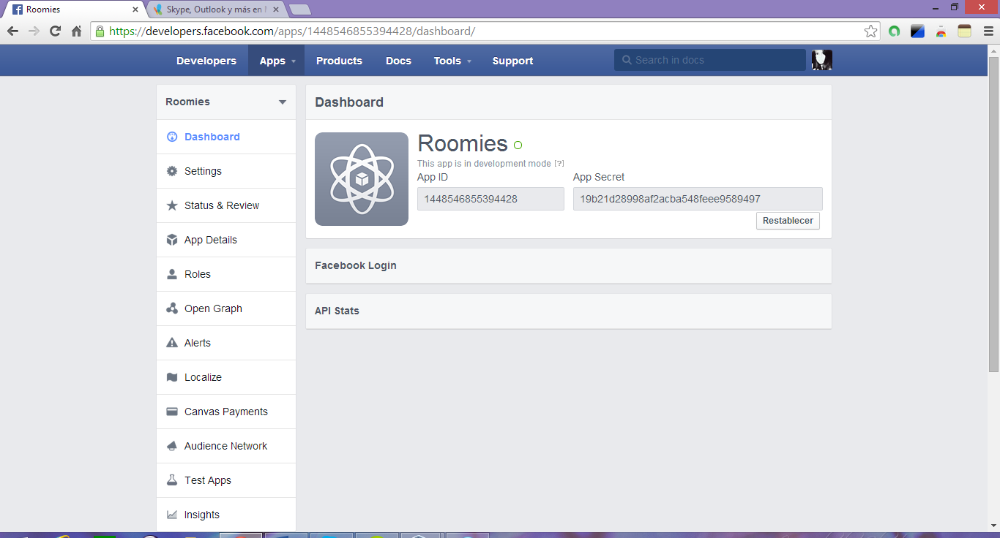 Roomies
Skype, Outlook y más en
https://developers.facebook.com/apps/1448546855394428/dashboard/
Developers Apps Products Docs Tools Support Search in docs
Roomies
Dashboard
Settings
Status & Review
App Details
Roles
Open Graph
Alerts
Localize
Canvas Payments
Audience Network
Test Apps
Insights
Dashboard
Roomies
This app is in development mode [?]
App ID App Secret
1448546855394428 19b21d28998af2acba548feee9589497
Restablecer
Facebook Login
API Stats